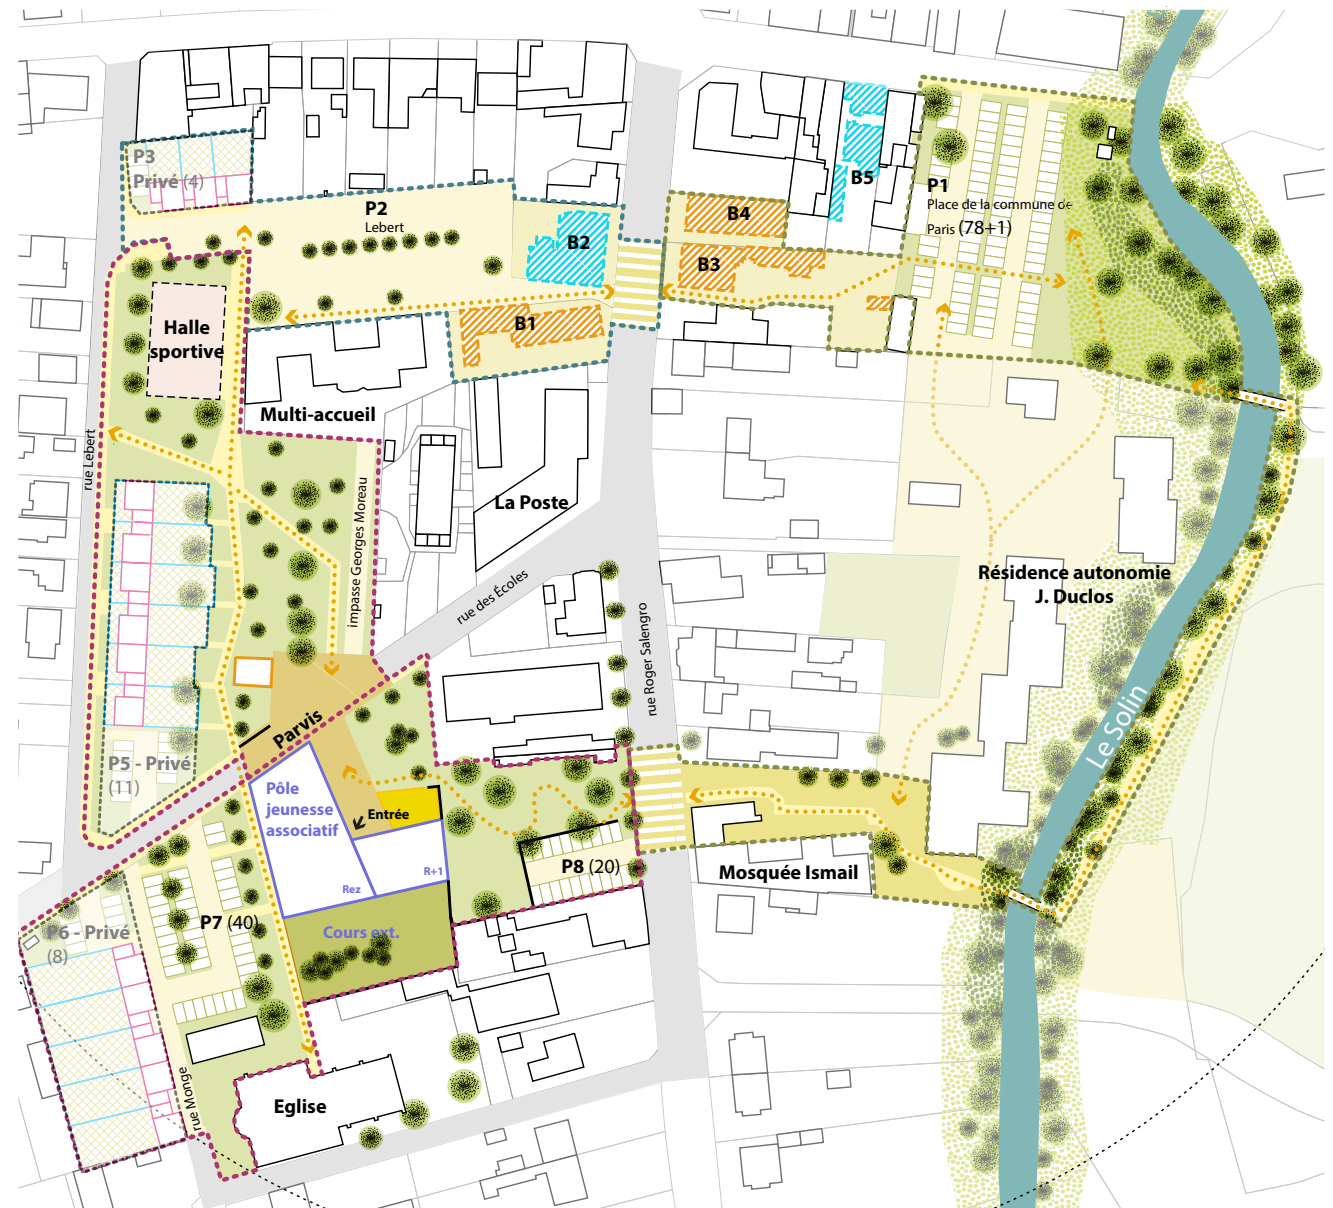 P3
Privé (4)
P2
Lebert
B2
B4
B3
B5
P1
Place de la commune de
Paris (78+1)
B1
Halle
sportive
Multi-accueil
rue Lebert
La Poste
impasse Georges Moreau
rue des Écoles
rue Roger Salengro
Résidence autonomie
J. Duclos
Le Solin
Parvis
P5 - Privé
(11)
Pôle
jeunesse
associatif
Entrée
Rez
R+1
P8 (20)
Mosquée Ismail
P7 (40)
P6 - Privé
(8)
Cours ext.
rue Monge
Eglise